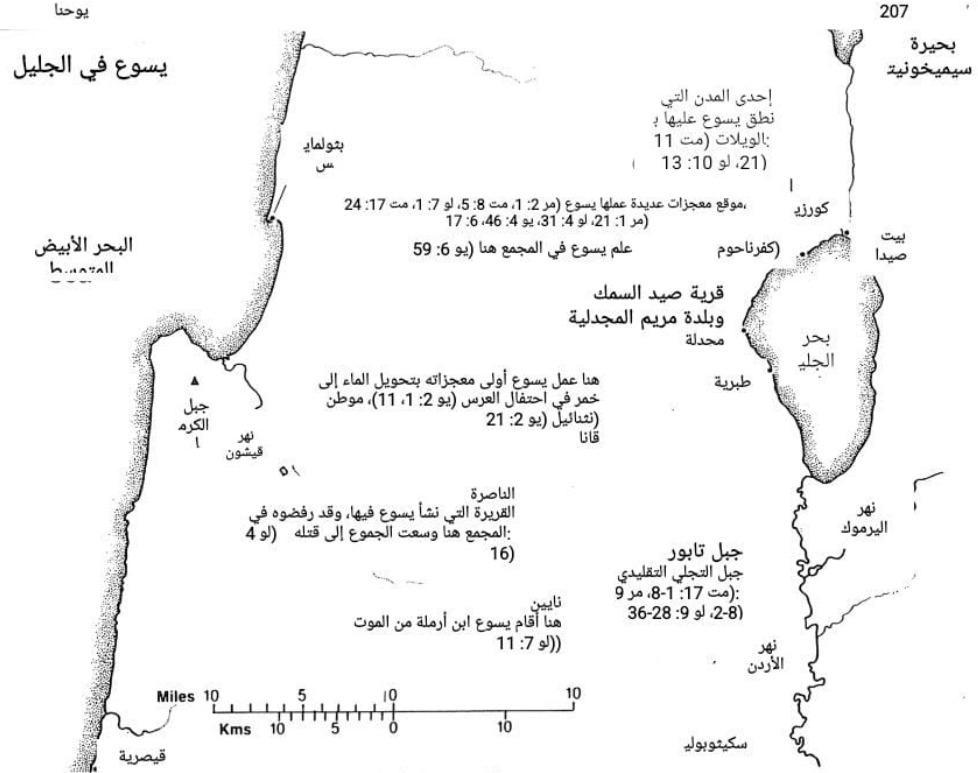 يوحنا
207
يسوع في الجليل
بحيرة
سيميخونيت
إحدى المدن التي
نطق يسوع عليها ب
:الويلات (مت 11
(21، لو 10: 13 )
بثولماي
س
ا
كورزي
،موقع معجزات عديدة عملها يسوع (مر 2: 1، مت 8: 5، لو 7: 1، مت 17: 24
(مر 1: 21، لو 4: 31، يو 4: 46، 6: 17
بيت
صيدا
(كفرناحوم
علم يسوع في المجمع هنا (يو 6: 59
البحر الأبيض
المتوسط
قرية صيد السمك
وبلدة مريم المجدلية
محدلة
بحر
الجلي
طبرية
هنا عمل يسوع أولى معجزاته بتحويل الماء إلى
خمر في احتفال العرس (يو 2: 1، 11)، موطن
(نثنائيل (يو 2: 21
قانا
جبل
الكرم
ا
نهر
قيشون
الناصرة
القريرة التي نشأ يسوع فيها، وقد رفضوه في
:المجمع هنا وسعت الجموع إلى قتله (لو 4
(16
نهر
اليرموك
جبل تابور
جبل التجلي التقليدي
:(مت 17: 1-8، مر 9
(2-8، لو 9: 28-36
نايين
هنا أقام يسوع ابن أرملة من الموت
((لو 7: 11
نهر
الأردن
Miles 10 5 0 10
Kms 10 5 0 10
سكيثوبولي
قيصرية